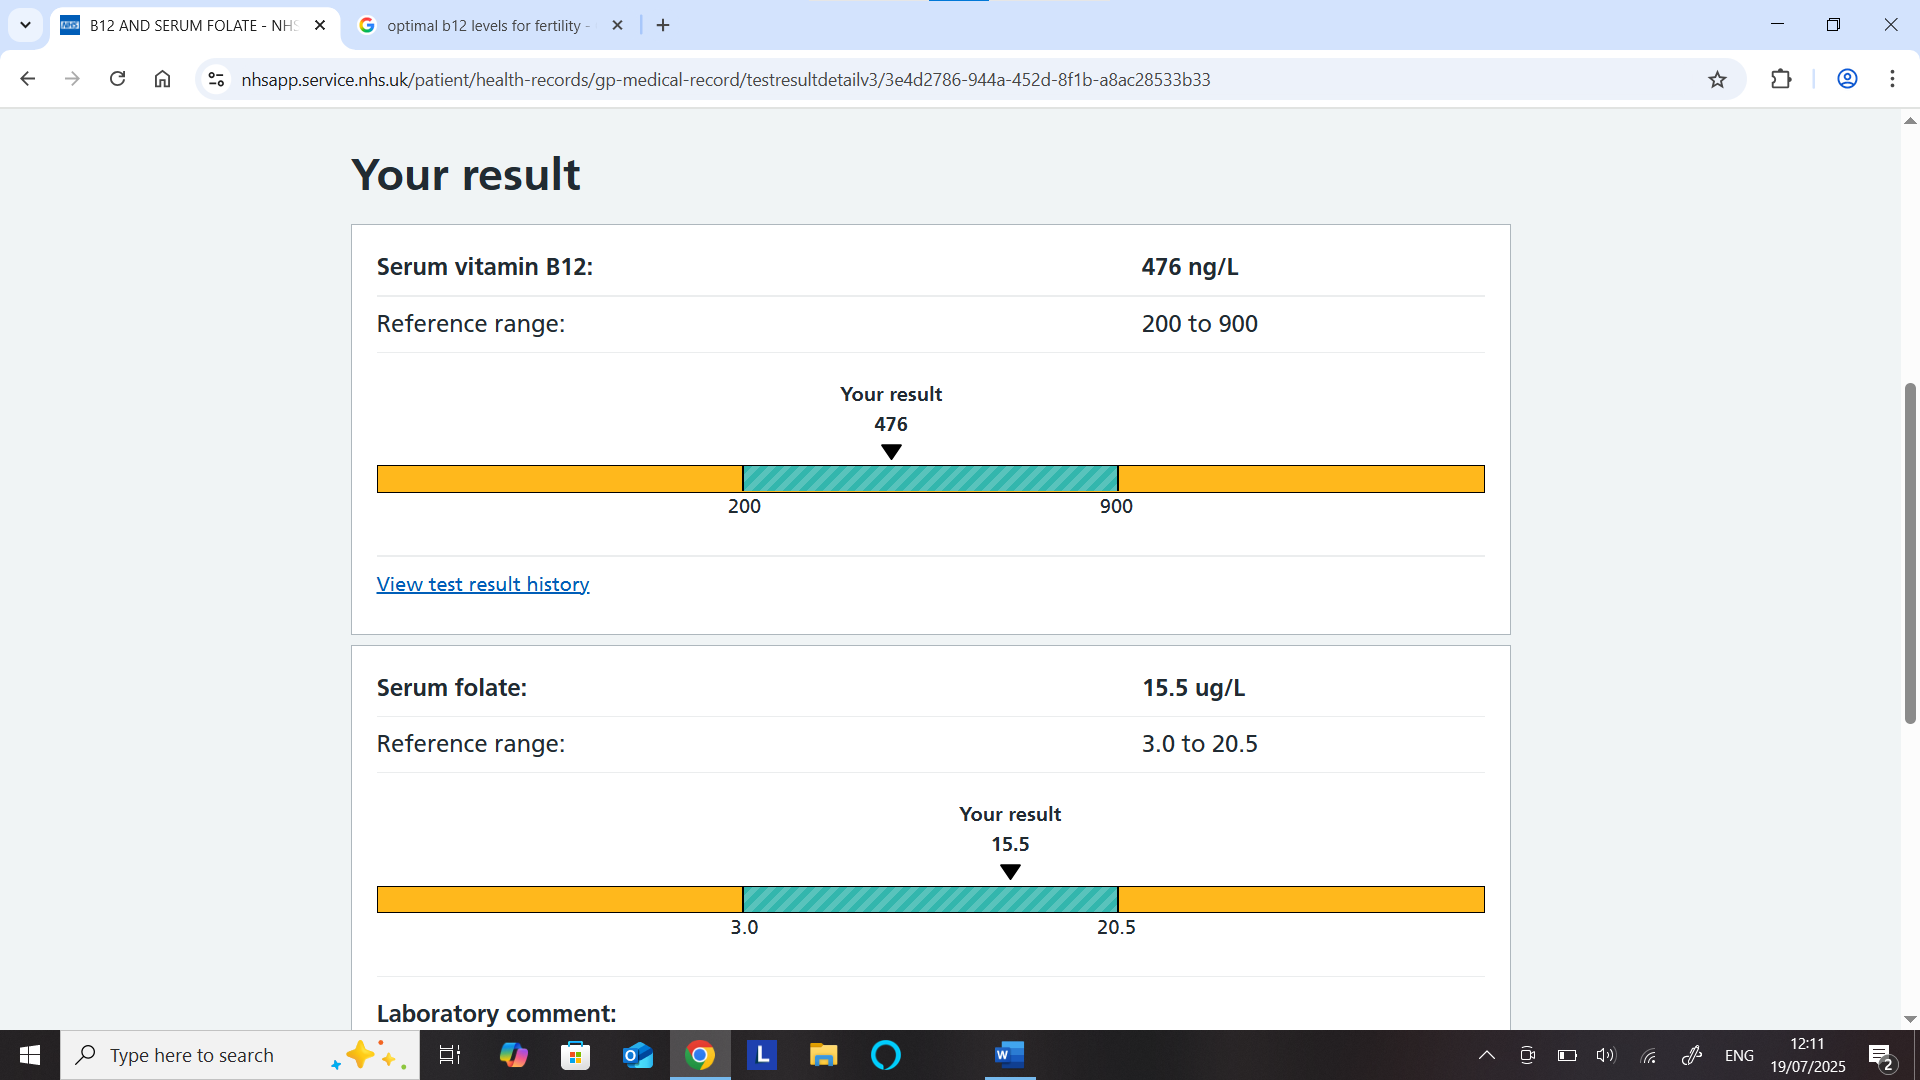 B12 AND SERUM FOLATE - NHS
optimal b12 levels for fertility -
nhsapp.service.nhs.uk/patient/health-records/gp-medical-record/testresultdetailv3/3e4d2786-944a-452d-8f1b-a8ac28533b33
Your result
Serum vitamin B12: 476 ng/L
Reference range: 200 to 900
Your result
476
200 900
View test result history
Serum folate: 15.5 ug/L
Reference range: 3.0 to 20.5
Your result
15.5
3.0 20.5
Laboratory comment:
Type here to search
L
W
ENG
12:11
19/07/2025
2